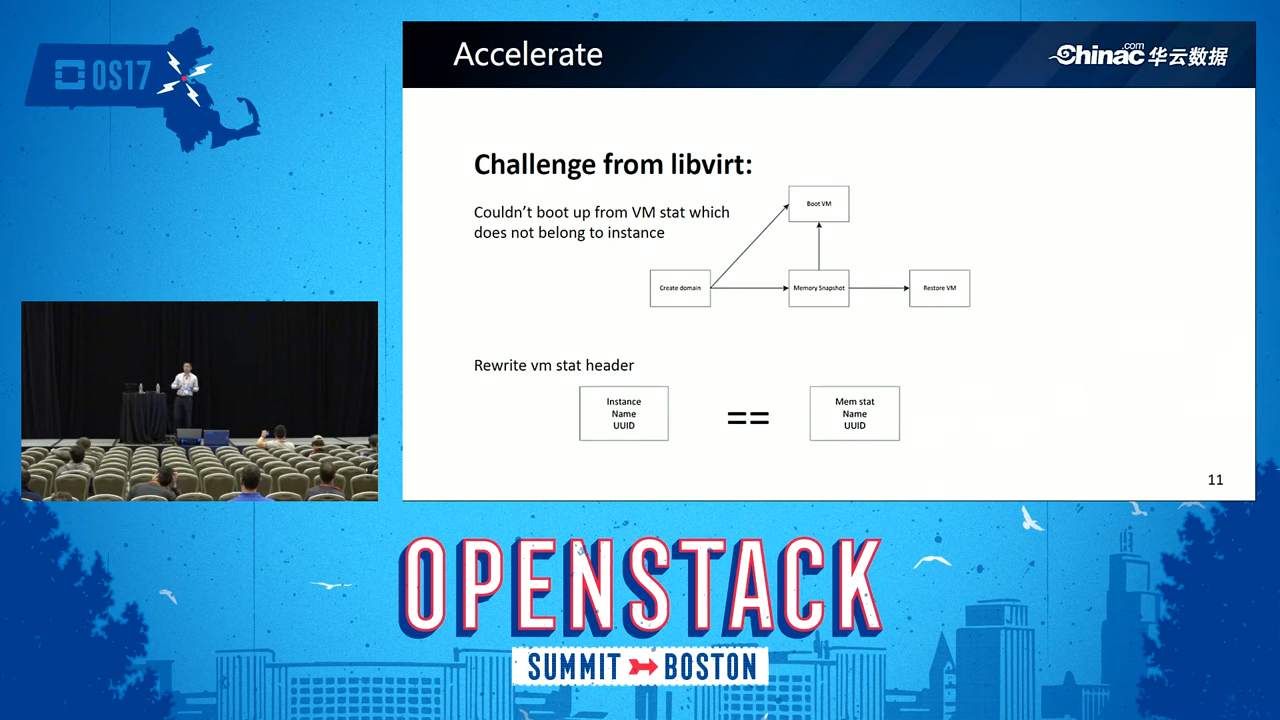 OS17
Accelerate
Chinac
.com
华云数据
Challenge from libvirt:
Couldn't boot up from VM stat which
does not belong to instance
Boot VM
Create domain
Memory Snapshot
Restore VM
Rewrite vm stat header
Instance
Name
UUID
==
Mem stat
Name
UUID
11
OPENSTACK
SUMMIT BOSTON